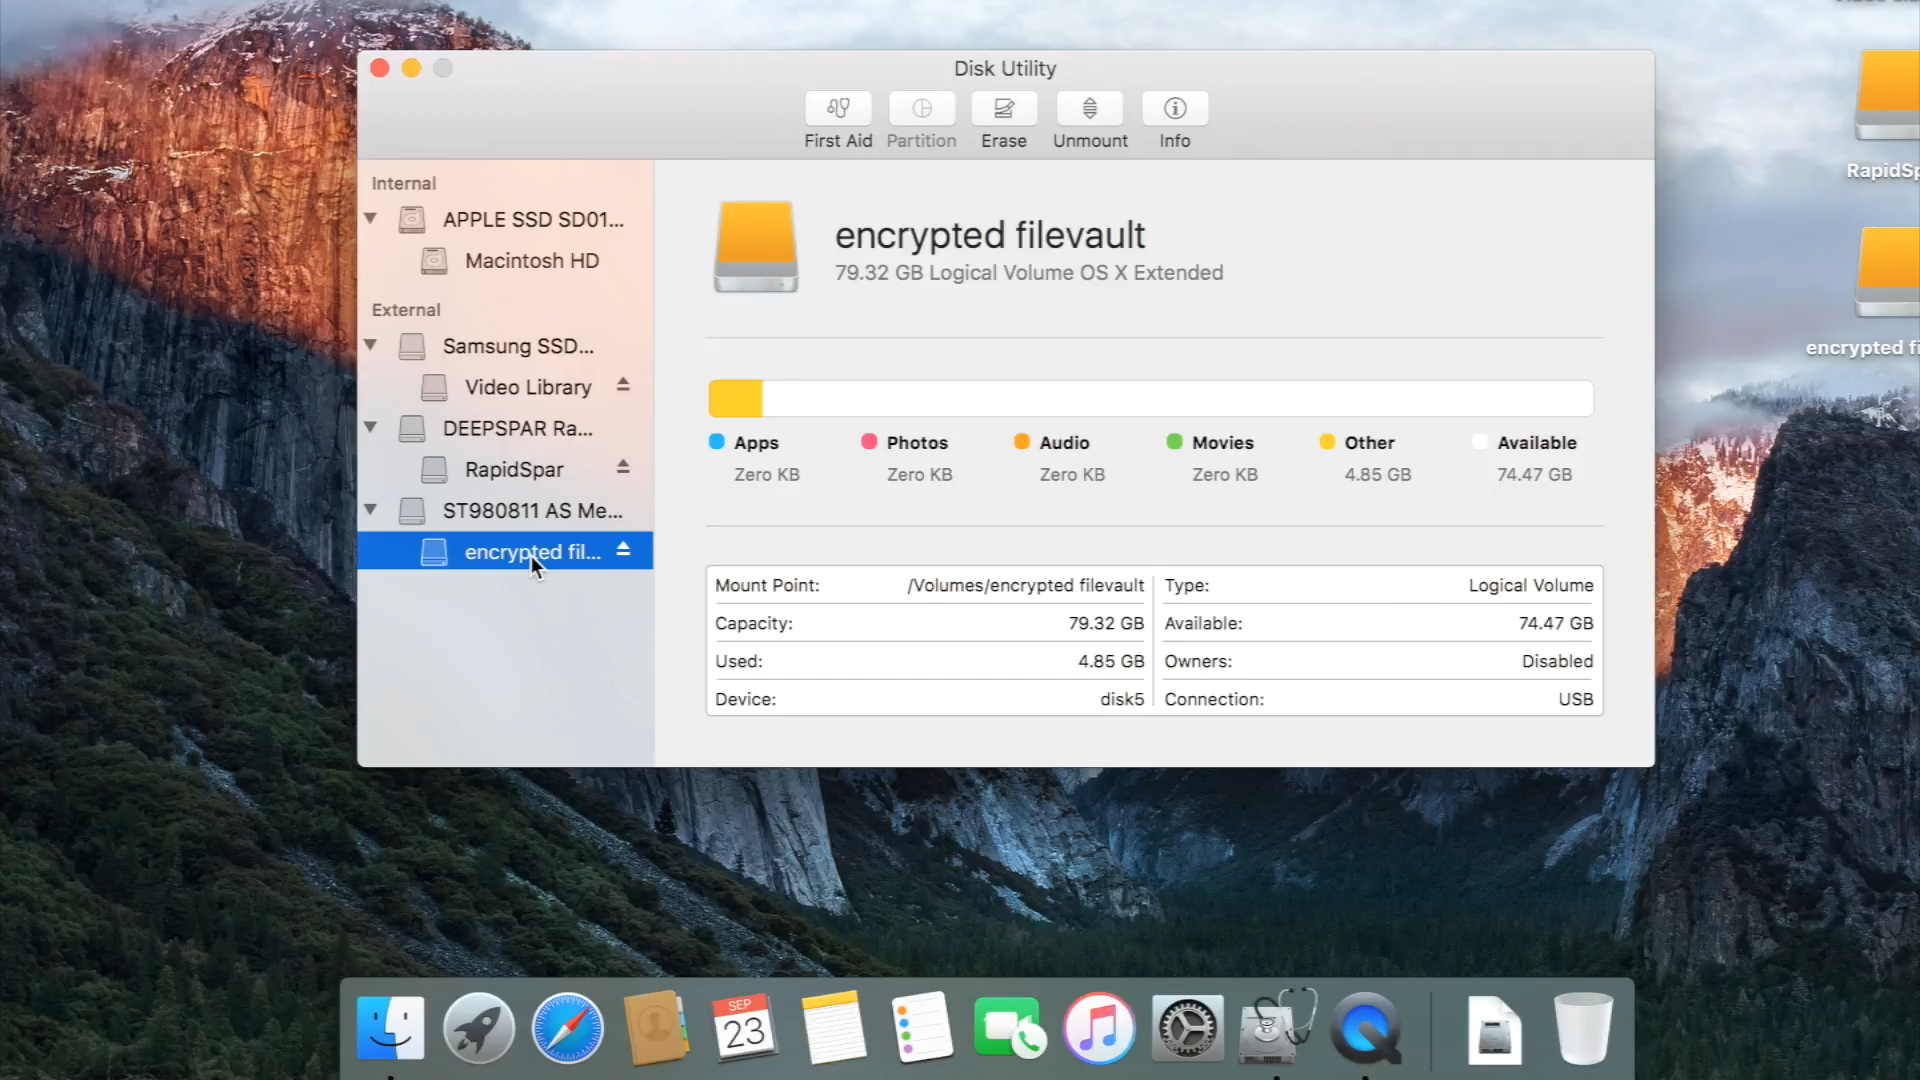 Disk Utility
First Aid
Partition
Erase
Unmount
Info
Internal
APPLE SSD SD01...
Macintosh HD
External
Samsung SSD...
Video Library
DEEPSPAR Ra...
RapidSpar
ST980811 AS Me...
encrypted fil...
encrypted filevault
79.32 GB Logical Volume OS X Extended
Apps
Zero KB
Photos
Zero KB
Audio
Zero KB
Movies
Zero KB
Other
4.85 GB
Available
74.47 GB
Mount Point: /Volumes/encrypted filevault
Capacity: 79.32 GB
Used: 4.85 GB
Device: disk5
Type: Logical Volume
Available: 74.47 GB
Owners: Disabled
Connection: USB
RapidSp
encrypted fi
SEP
23